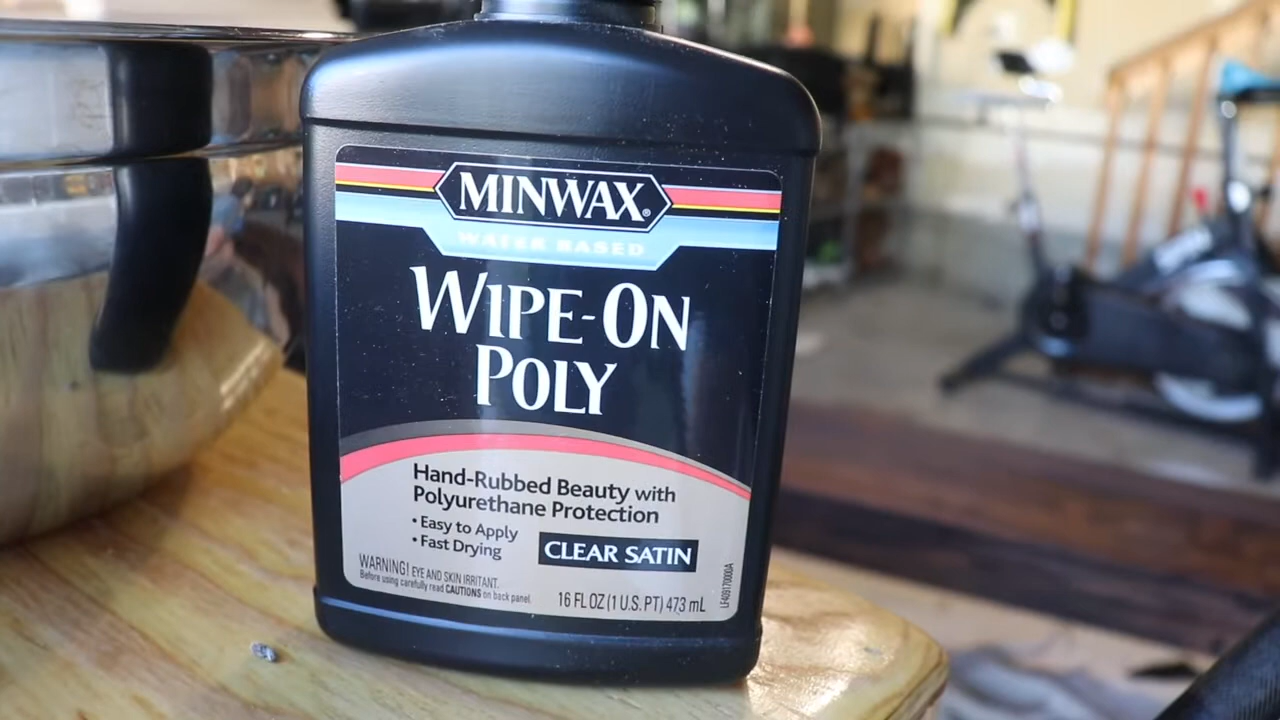 MINWAX®
WATER BASED
WIPE-ON
POLY
Hand-Rubbed Beauty with
Polyurethane Protection
• Easy to Apply
• Fast Drying
CLEAR SATIN
WARNING! EYE AND SKIN IRRITANT.
Before using carefully read CAUTIONS on back panel.
16 FL OZ (1 U.S. PT) 473 mL